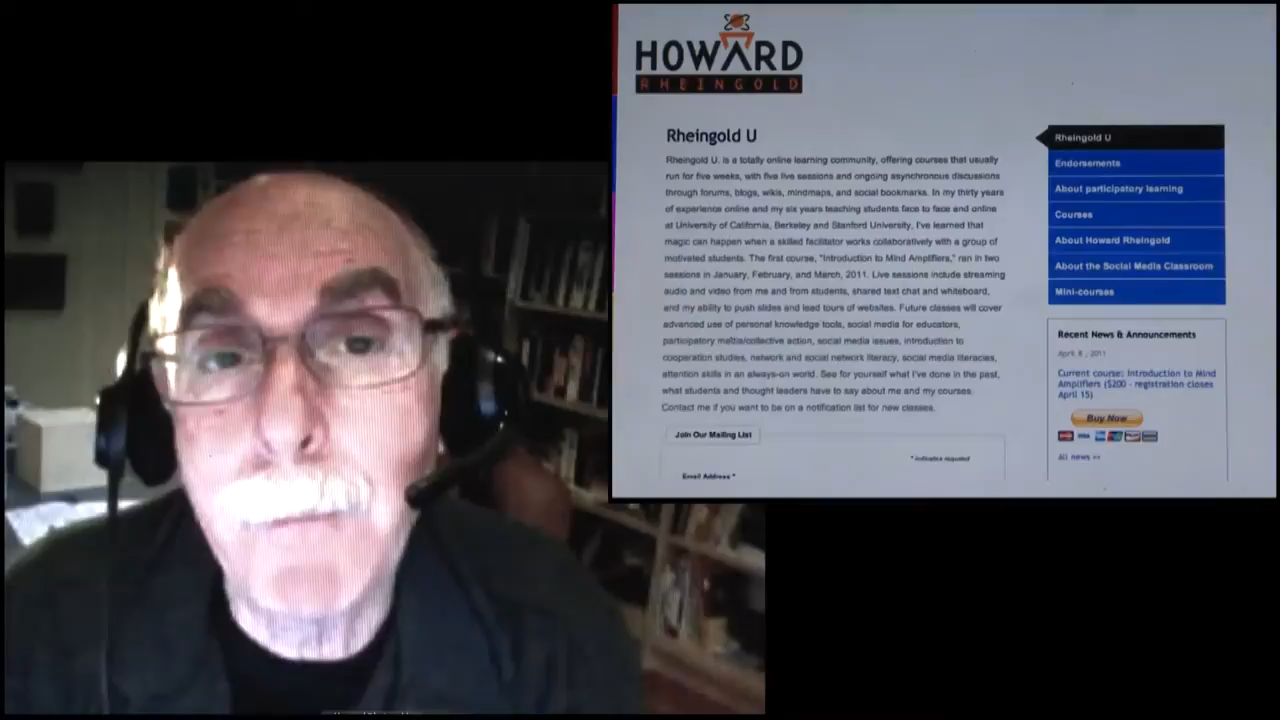 HOWARD
RHEINGOLD
Rheingold U
Rheingold U. is a totally online learning community, offering courses that usually
run for five weeks, with five live sessions and ongoing asynchronous discussions
through forums, blogs, wikis, mindmaps, and social bookmarks. In my thirty years
of experience online and my six years teaching students face to face and online
at University of California, Berkeley and Stanford University, I've learned that
magic can happen when a skilled facilitator works collaboratively with a group of
motivated students. The first course, "Introduction to Mind Amplifiers," ran in two
sessions in January, February, and March, 2011. Live sessions include streaming
audio and video from me and from students, shared text chat and whiteboard,
and my ability to push slides and lead tours of websites. Future classes will cover
advanced use of personal knowledge tools, social media for educators,
participatory media/collective action, social media issues, introduction to
cooperation studies, network and social network literacy, social media literacies,
attention skills in an always-on world. See for yourself what I've done in the past,
what students and thought leaders have to say about me and my courses.
Contact me if you want to be on a notification list for new classes.
Join Our Mailing List
* indicates required
Email Address *
Rheingold U
Endorsements
About participatory learning
Courses
About Howard Rheingold
About the Social Media Classroom
Mini-courses
Recent News & Announcements
April 8, 2011
Current course: Introduction to Mind
Amplifiers ($200 - registration closes
April 15)
Buy Now
VISA
All news >>